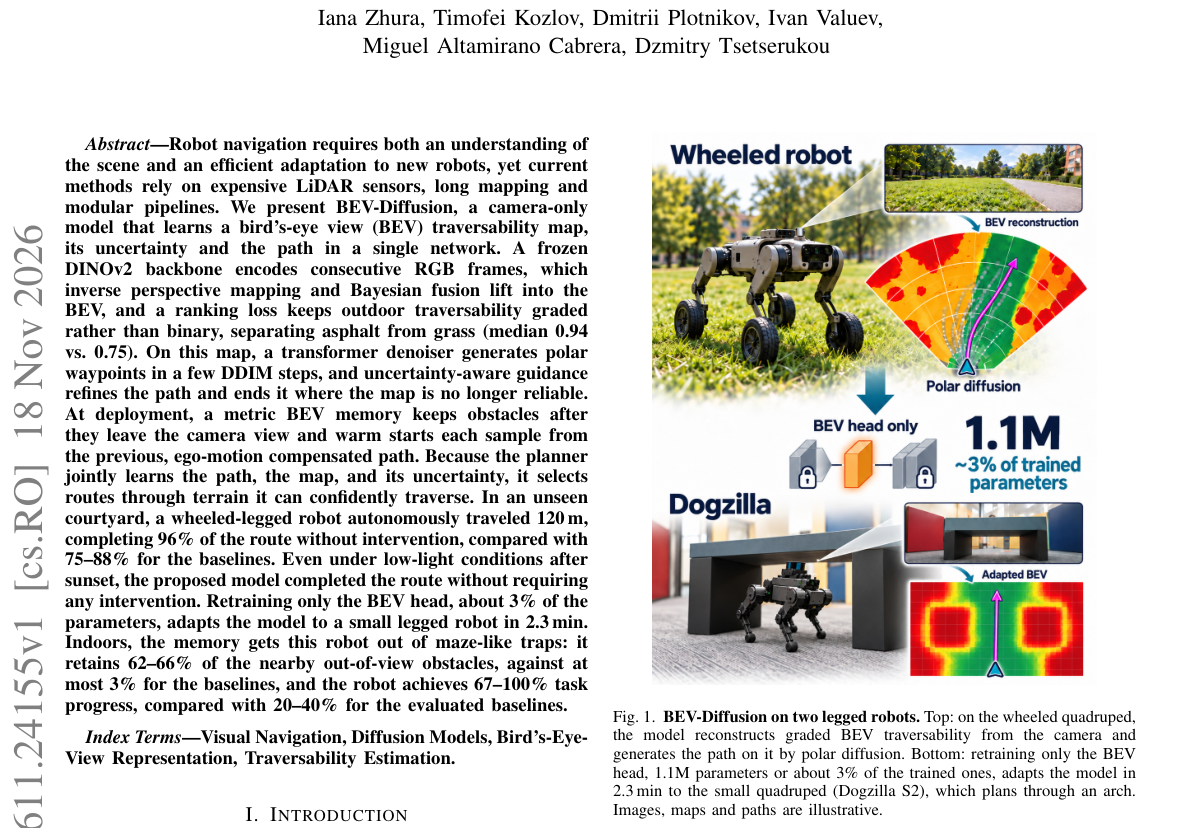 Iana Zhura, Timofei Kozlov, Dmitrii Plotnikov, Ivan Valuev,
Miguel Altamirano Cabrera, Dzmitry Tsetserukou
611.24155v1 [cs.RO] 18 Nov 2026
Abstract—Robot navigation requires both an understanding of
the scene and an efficient adaptation to new robots, yet current
methods rely on expensive LiDAR sensors, long mapping and
modular pipelines. We present BEV-Diffusion, a camera-only
model that learns a bird's-eye view (BEV) traversability map,
its uncertainty and the path in a single network. A frozen
DINOv2 backbone encodes consecutive RGB frames, which
inverse perspective mapping and Bayesian fusion lift into the
BEV, and a ranking loss keeps outdoor traversability graded
rather than binary, separating asphalt from grass (median 0.94
vs. 0.75). On this map, a transformer denoiser generates polar
waypoints in a few DDIM steps, and uncertainty-aware guidance
refines the path and ends it where the map is no longer reliable.
At deployment, a metric BEV memory keeps obstacles after
they leave the camera view and warm starts each sample from
the previous, ego-motion compensated path. Because the planner
jointly learns the path, the map, and its uncertainty, it selects
routes through terrain it can confidently traverse. In an unseen
courtyard, a wheeled-legged robot autonomously traveled 120 m,
completing 96% of the route without intervention, compared with
75–88% for the baselines. Even under low-light conditions after
sunset, the proposed model completed the route without requiring
any intervention. Retraining only the BEV head, about 3% of the
parameters, adapts the model to a small legged robot in 2.3 min.
Indoors, the memory gets this robot out of maze-like traps: it
retains 62–66% of the nearby out-of-view obstacles, against at
most 3% for the baselines, and the robot achieves 67–100% task
progress, compared with 20–40% for the evaluated baselines.
Index Terms—Visual Navigation, Diffusion Models, Bird's-Eye-
View Representation, Traversability Estimation.
I. INTRODUCTION
Wheeled robot
BEV reconstruction
Polar diffusion
BEV head only
1.1M
~3% of trained
parameters
Dogzilla
Adapted BEV
Fig. 1. BEV-Diffusion on two legged robots. Top: on the wheeled quadruped,
the model reconstructs graded BEV traversability from the camera and
generates the path on it by polar diffusion. Bottom: retraining only the BEV
head, 1.1M parameters or about 3% of the trained ones, adapts the model in
2.3 min to the small quadruped (Dogzilla S2), which plans through an arch.
Images, maps and paths are illustrative.